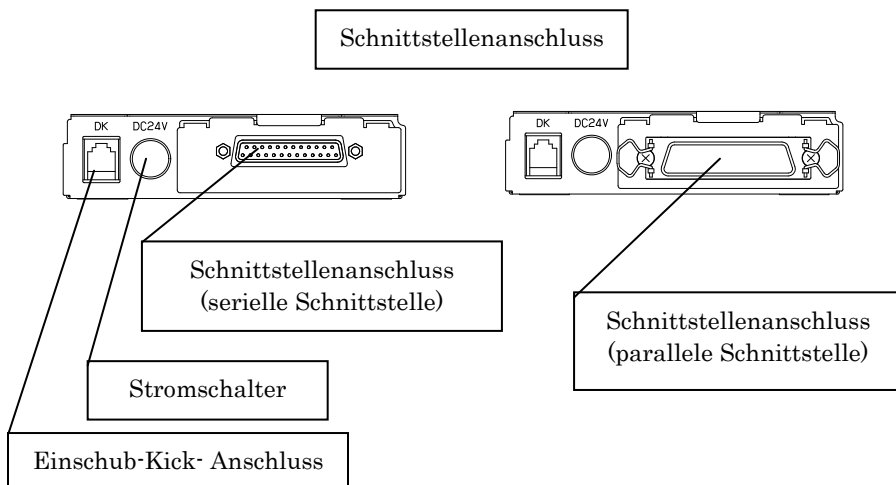 Schnittstellenanschluss
DK DC24V
DK DC24V
Schnittstellenanschluss
(serielle Schnittstelle)
Schnittstellenanschluss
(parallele Schnittstelle)
Stromschalter
Einschub-Kick- Anschluss